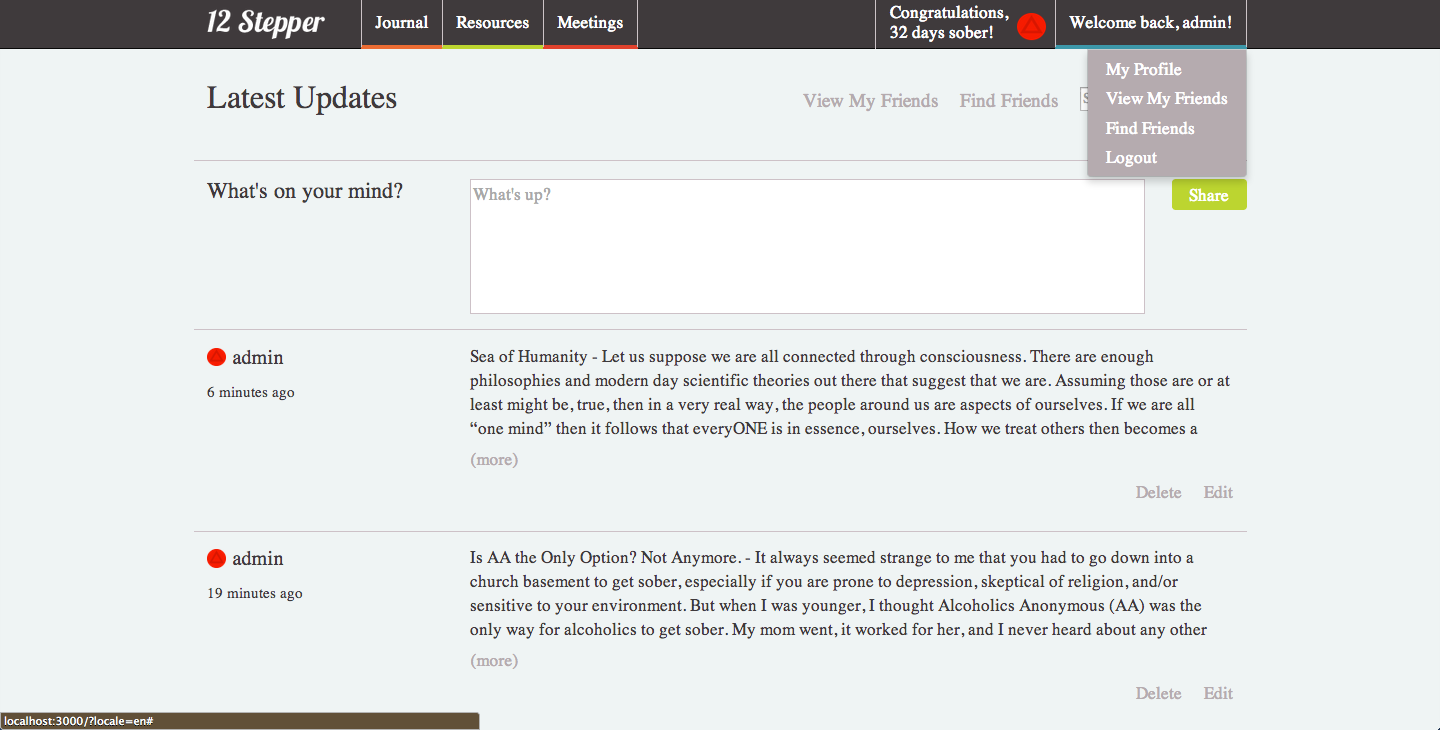 12 Stepper
Journal
Resources
Meetings
Congratulations,
32 days sober!
Welcome back, admin!
My Profile
View My Friends
Find Friends
Logout
Latest Updates
View My Friends
Find Friends
What's on your mind?
What's up?
Share
admin
6 minutes ago
Sea of Humanity - Let us suppose we are all connected through consciousness. There are enough
philosophies and modern day scientific theories out there that suggest that we are. Assuming those are or at
least might be, true, then in a very real way, the people around us are aspects of ourselves. If we are all
“one mind” then it follows that everyONE is in essence, ourselves. How we treat others then becomes a
(more)
Delete
Edit
admin
19 minutes ago
Is AA the Only Option? Not Anymore. - It always seemed strange to me that you had to go down into a
church basement to get sober, especially if you are prone to depression, skeptical of religion, and/or
sensitive to your environment. But when I was younger, I thought Alcoholics Anonymous (AA) was the
only way for alcoholics to get sober. My mom went, it worked for her, and I never heard about any other
(more)
Delete
Edit
localhost:3000/?locale=en#